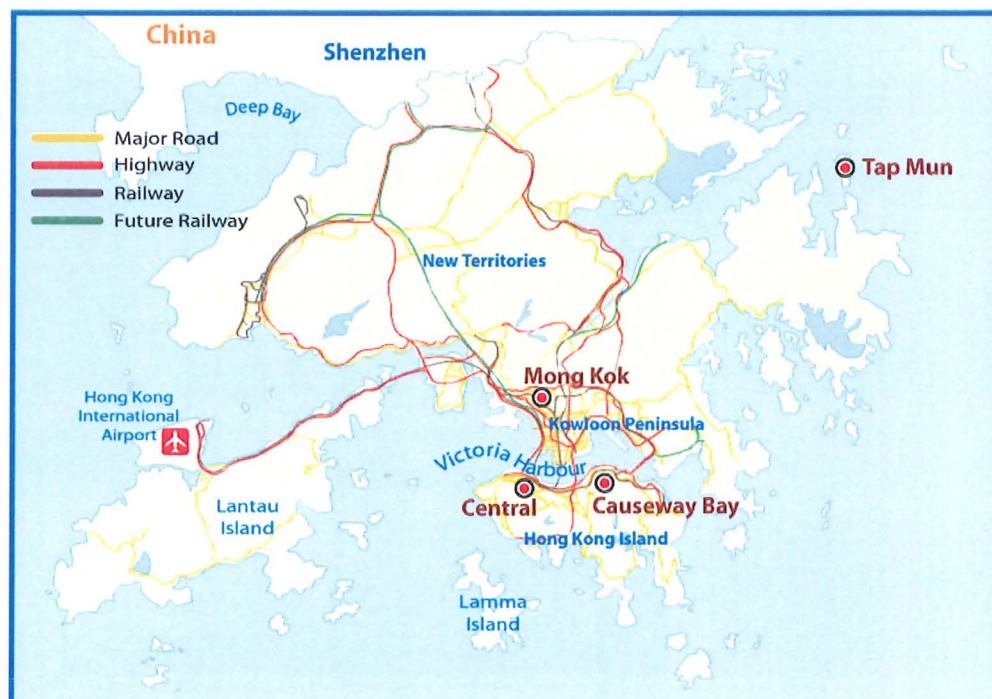 China
Shenzhen
Deep Bay
Major Road
Highway
Railway
Future Railway
Tap Mun
New Territories
Mong Kok
Hong Kong
International
Airport
Kowloon Peninsula
Victoria Harbour
Central
Causeway Bay
Lantau
Island
Hong Kong Island
Lamma
Island